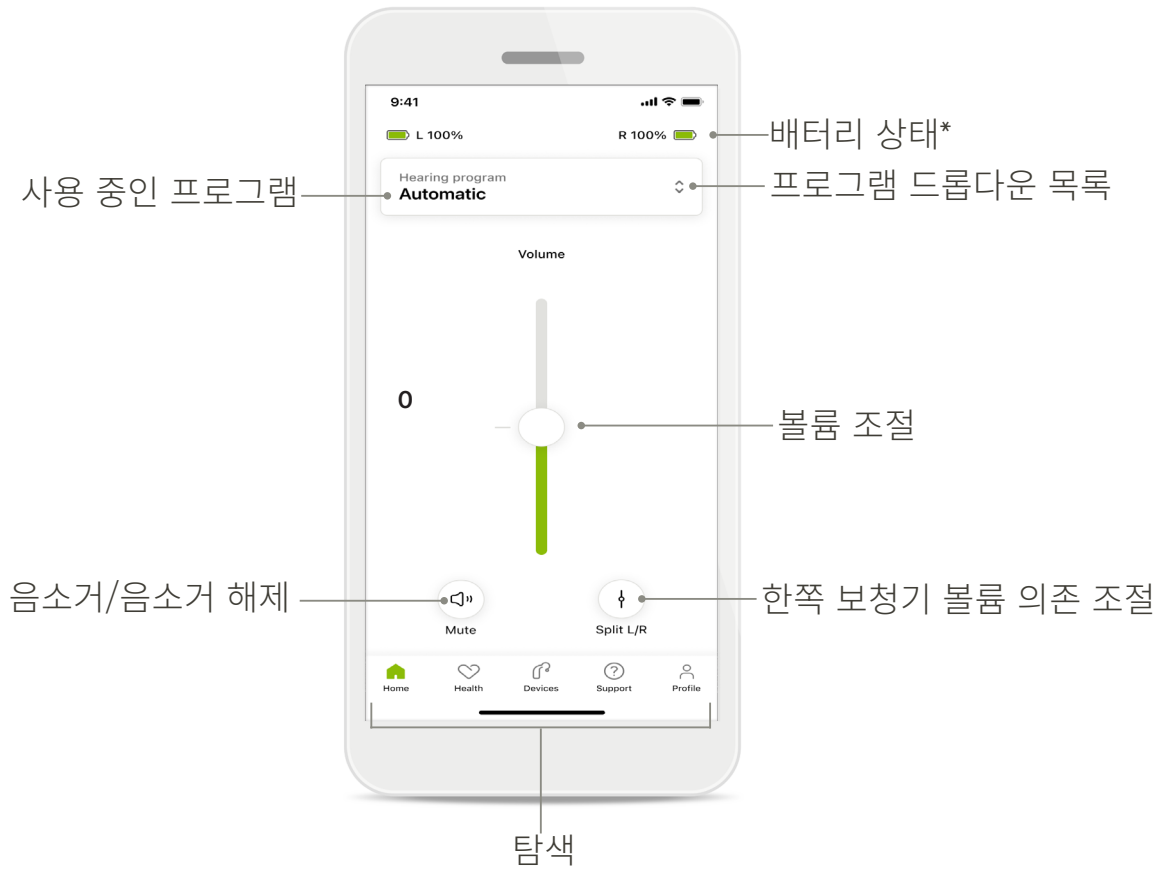 9:41
L 100%
R 100%
배터리 상태*
Hearing program
Automatic
사용 중인 프로그램
프로그램 드롭다운 목록
Volume
0
볼륨 조절
음소거/음소거 해제
Mute
Split L/R
한쪽 보청기 볼륨 의존 조절
Home
Health
Devices
Support
Profile
탐색